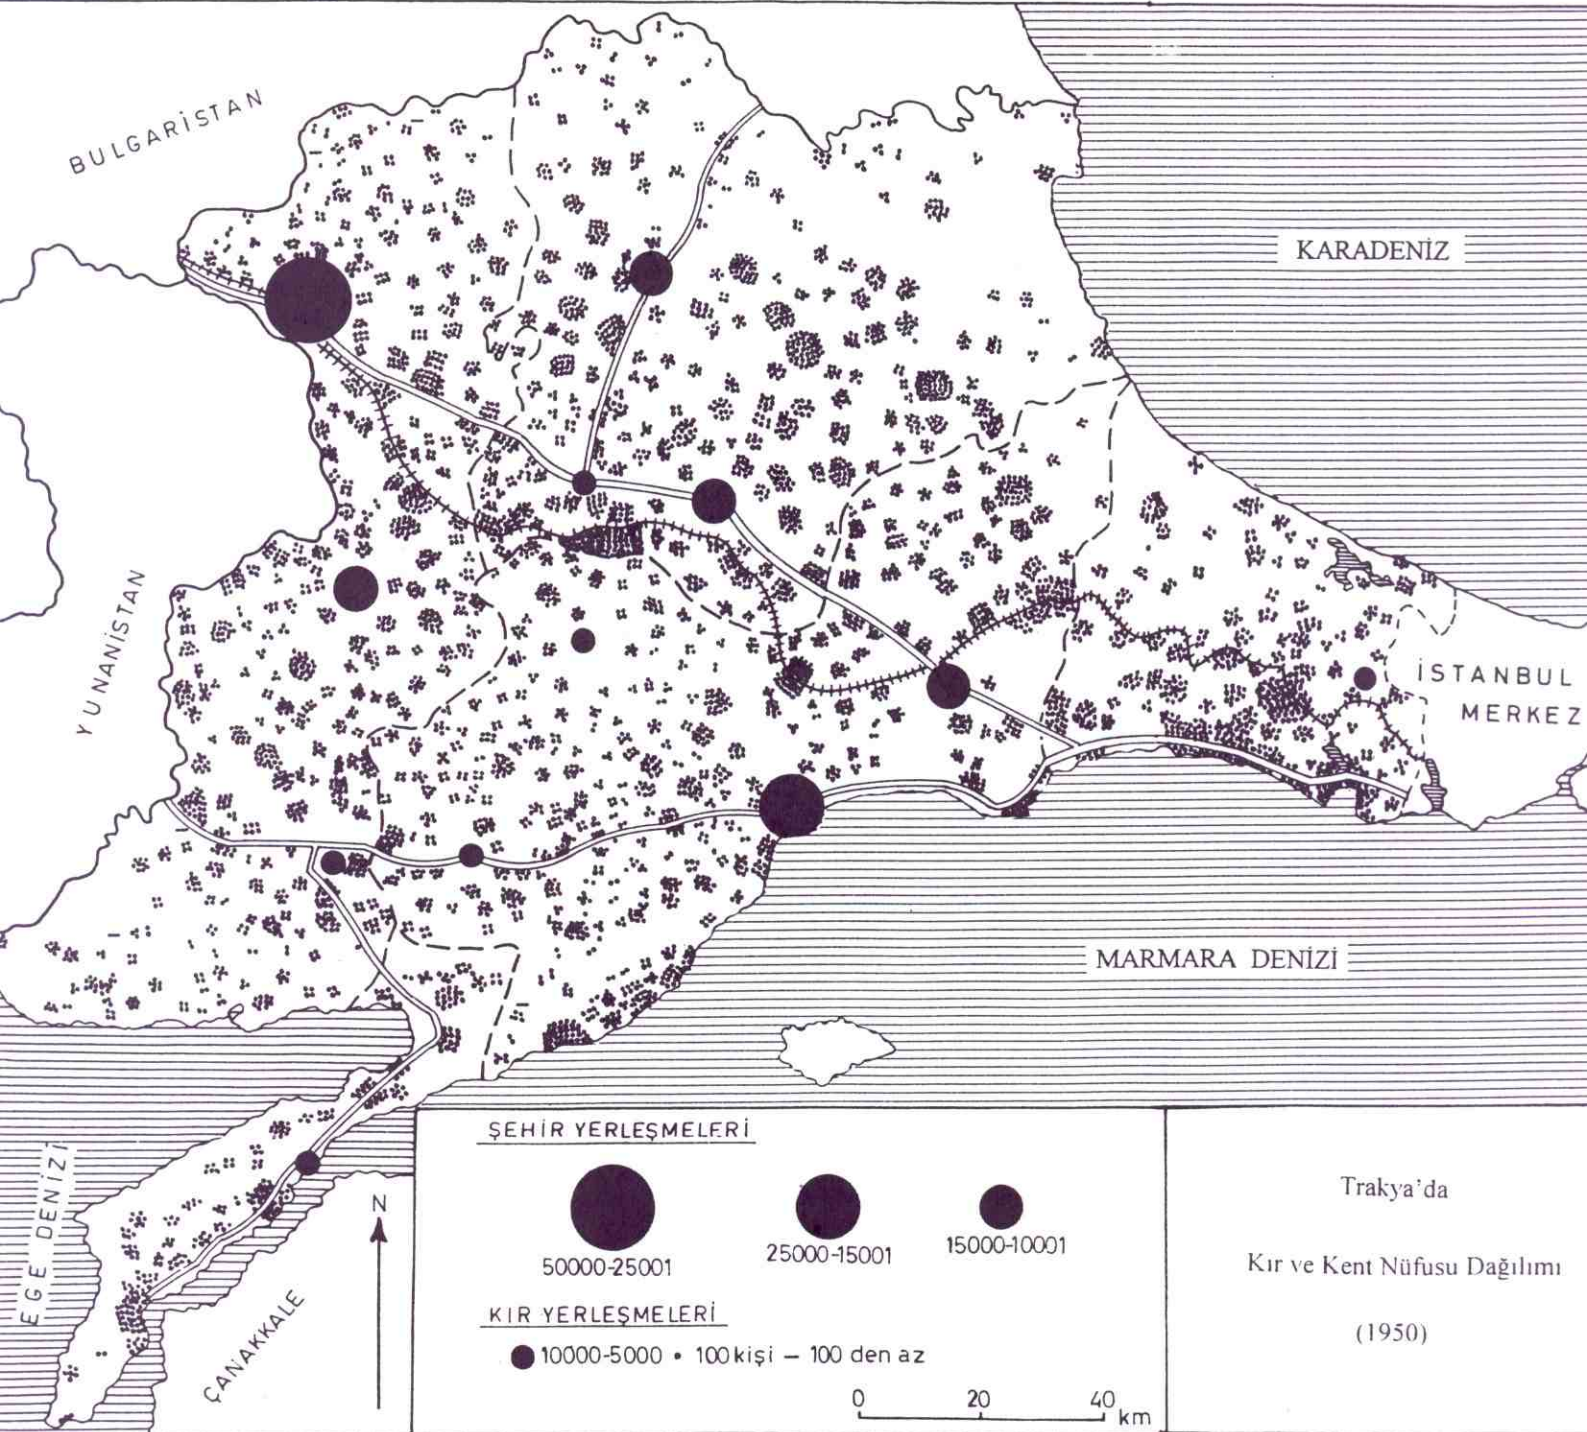 BULGARİSTAN
KARADENİZ
YUNANİSTAN
İSTANBUL
MERKEZ
MARMARA DENİZİ
EGE DENİZİ
ÇANAKKALE
N
ŞEHİR YERLEŞMELERİ
50000-25001
25000-15001
15000-10001
KIR YERLEŞMELERİ
10000-5000 • 100 kişi – 100 den az
0 20 40 km
Trakya'da
Kır ve Kent Nüfusu Dağılımı
(1950)